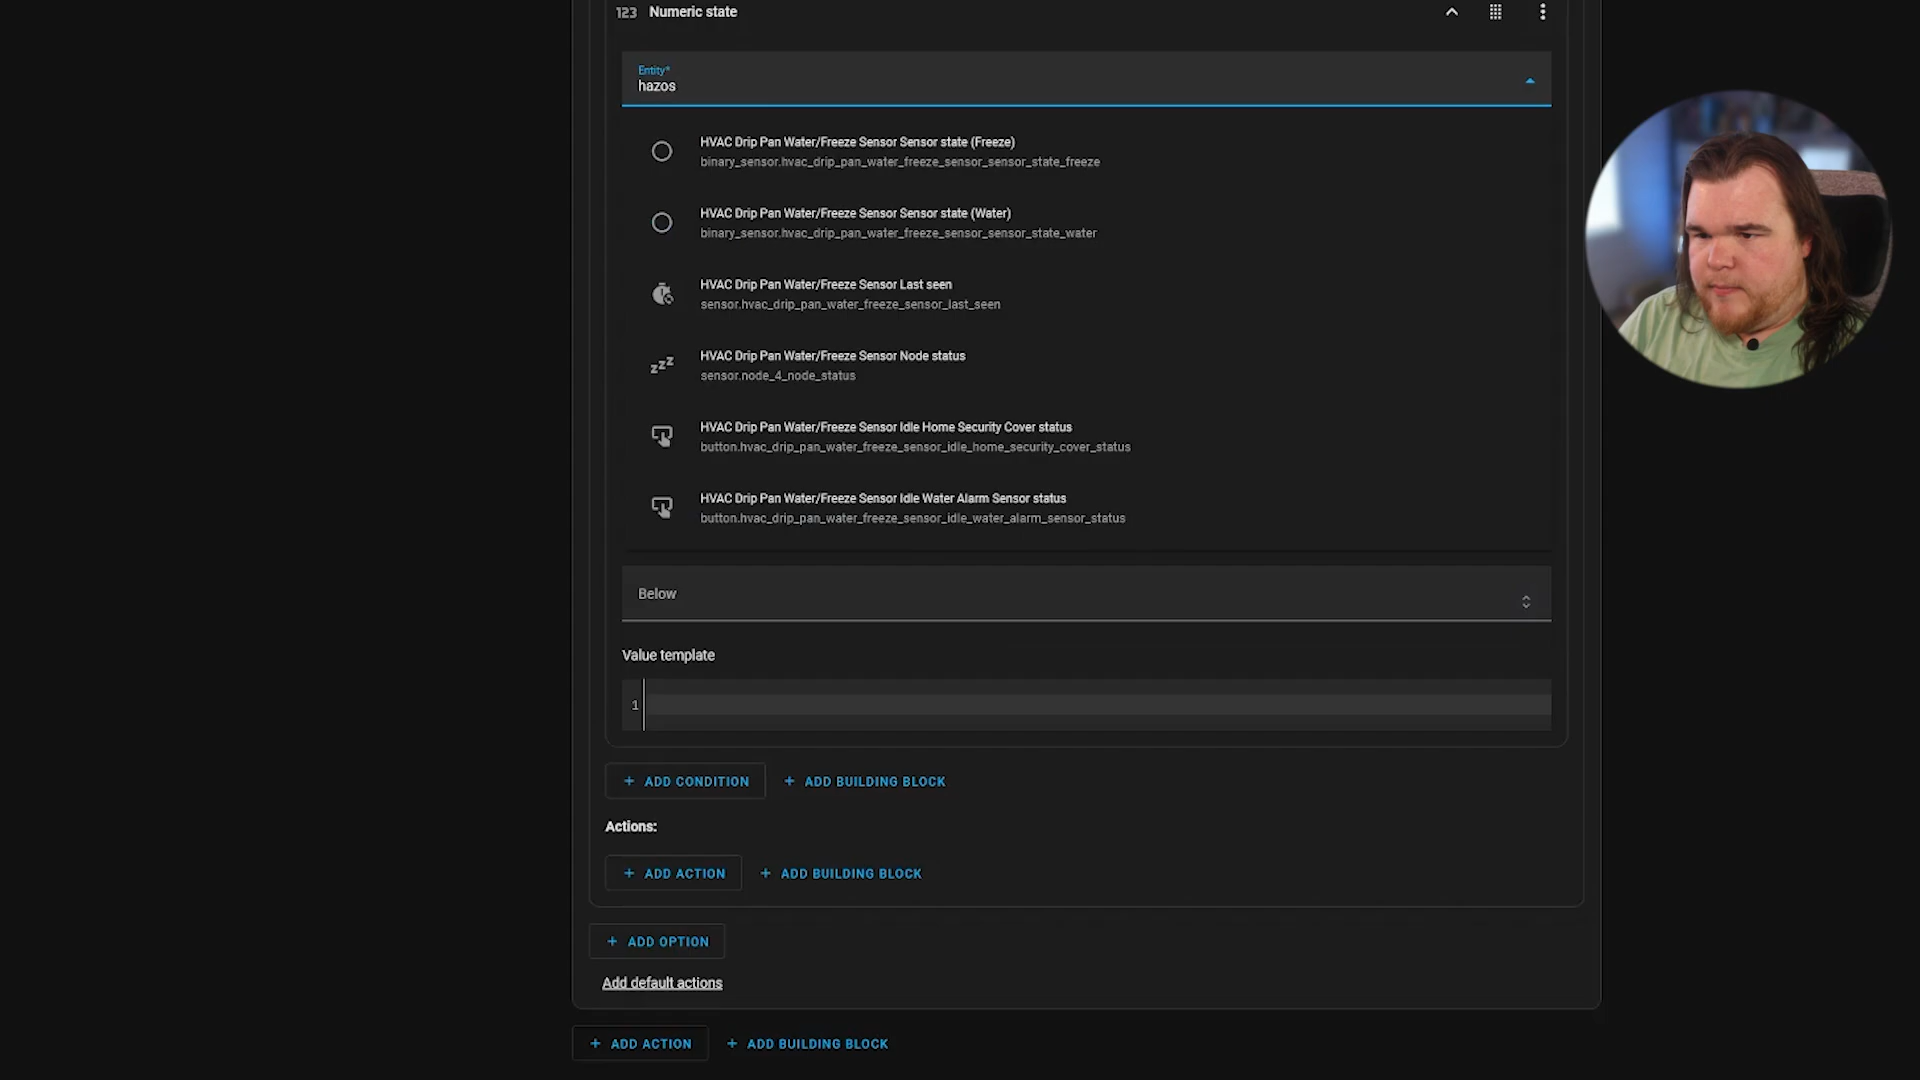 123 Numeric state
Entity*
hazos
HVAC Drip Pan Water/Freeze Sensor Sensor state (Freeze)
binary_sensor.hvac_drip_pan_water_freeze_sensor_sensor_state_freeze
HVAC Drip Pan Water/Freeze Sensor Sensor state (Water)
binary_sensor.hvac_drip_pan_water_freeze_sensor_sensor_state_water
HVAC Drip Pan Water/Freeze Sensor Last seen
sensor.hvac_drip_pan_water_freeze_sensor_last_seen
zzz
HVAC Drip Pan Water/Freeze Sensor Node status
sensor.node_4_node_status
HVAC Drip Pan Water/Freeze Sensor Idle Home Security Cover status
button.hvac_drip_pan_water_freeze_sensor_idle_home_security_cover_status
HVAC Drip Pan Water/Freeze Sensor Idle Water Alarm Sensor status
button.hvac_drip_pan_water_freeze_sensor_idle_water_alarm_sensor_status
Below
Value template
1
+ ADD CONDITION + ADD BUILDING BLOCK
Actions:
+ ADD ACTION + ADD BUILDING BLOCK
+ ADD OPTION
Add default actions
+ ADD ACTION + ADD BUILDING BLOCK